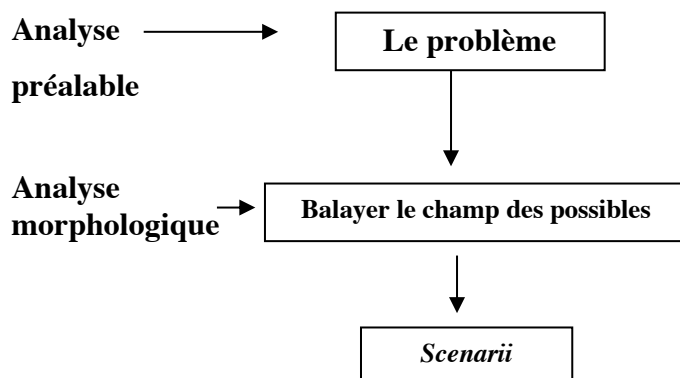 Analyse
préalable
Le problème
Analyse
morphologique
Balayer le champ des possibles
Scenarii